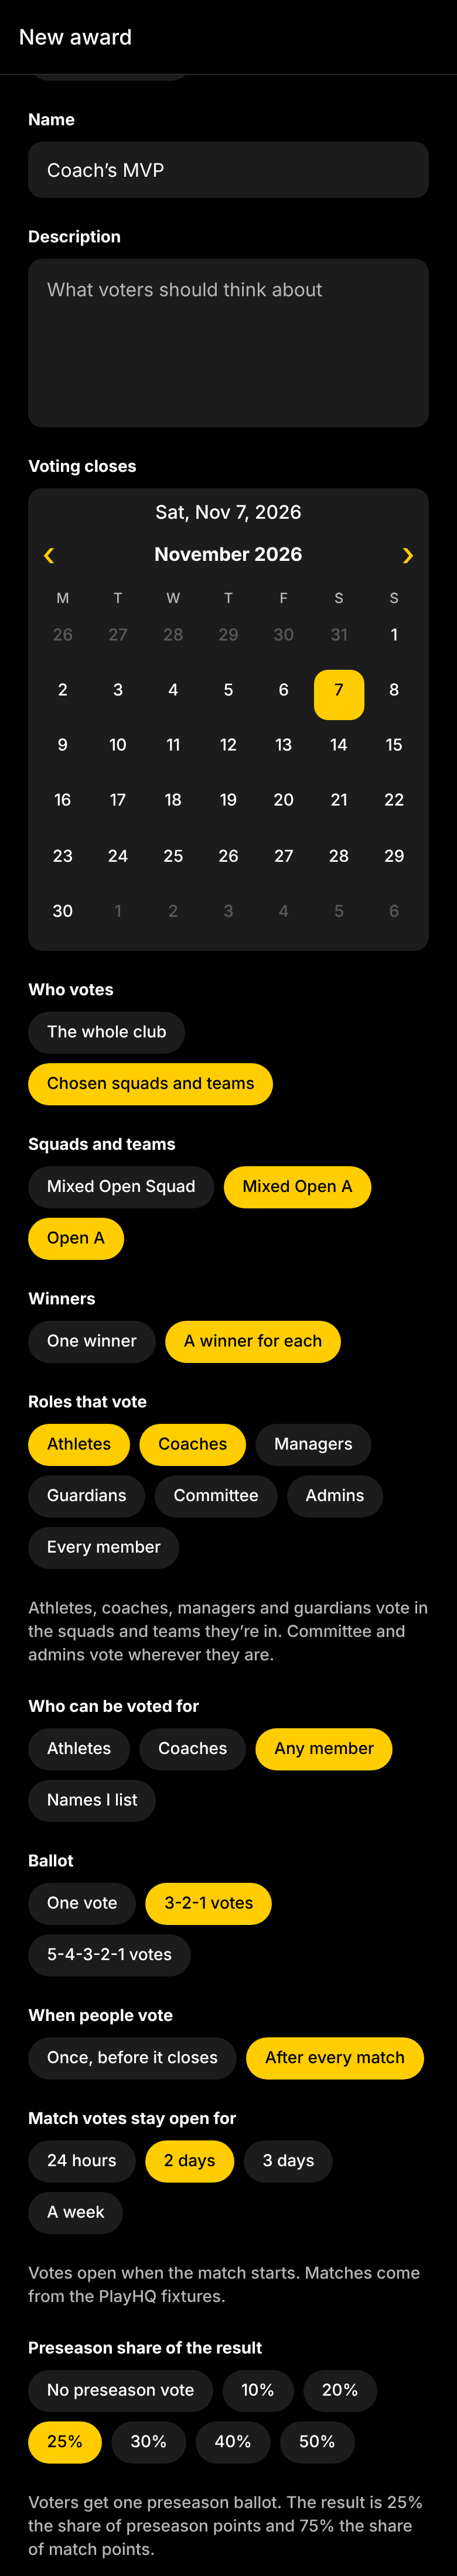 New award
Name
Coach’s MVP
Description
What voters should think about
Voting closes
Sat, Nov 7, 2026
‹ November 2026 ›
M T W T F S S
26 27 28 29 30 31 1
2 3 4 5 6 7 8
9 10 11 12 13 14 15
16 17 18 19 20 21 22
23 24 25 26 27 28 29
30 1 2 3 4 5 6
Who votes
The whole club
Chosen squads and teams
Squads and teams
Mixed Open Squad Mixed Open A
Open A
Winners
One winner A winner for each
Roles that vote
Athletes Coaches Managers
Guardians Committee Admins
Every member
Athletes, coaches, managers and guardians vote in
the squads and teams they’re in. Committee and
admins vote wherever they are.
Who can be voted for
Athletes Coaches Any member
Names I list
Ballot
One vote 3-2-1 votes
5-4-3-2-1 votes
When people vote
Once, before it closes After every match
Match votes stay open for
24 hours 2 days 3 days
A week
Votes open when the match starts. Matches come
from the PlayHQ fixtures.
Preseason share of the result
No preseason vote 10% 20%
25% 30% 40% 50%
Voters get one preseason ballot. The result is 25%
the share of preseason points and 75% the share
of match points.